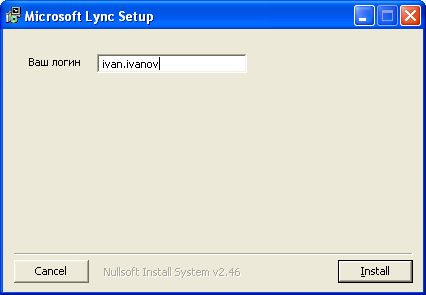 Microsoft Lync Setup
Ваш логин ivan.ivanov
Cancel Nullsoft Install System v2.46 Install